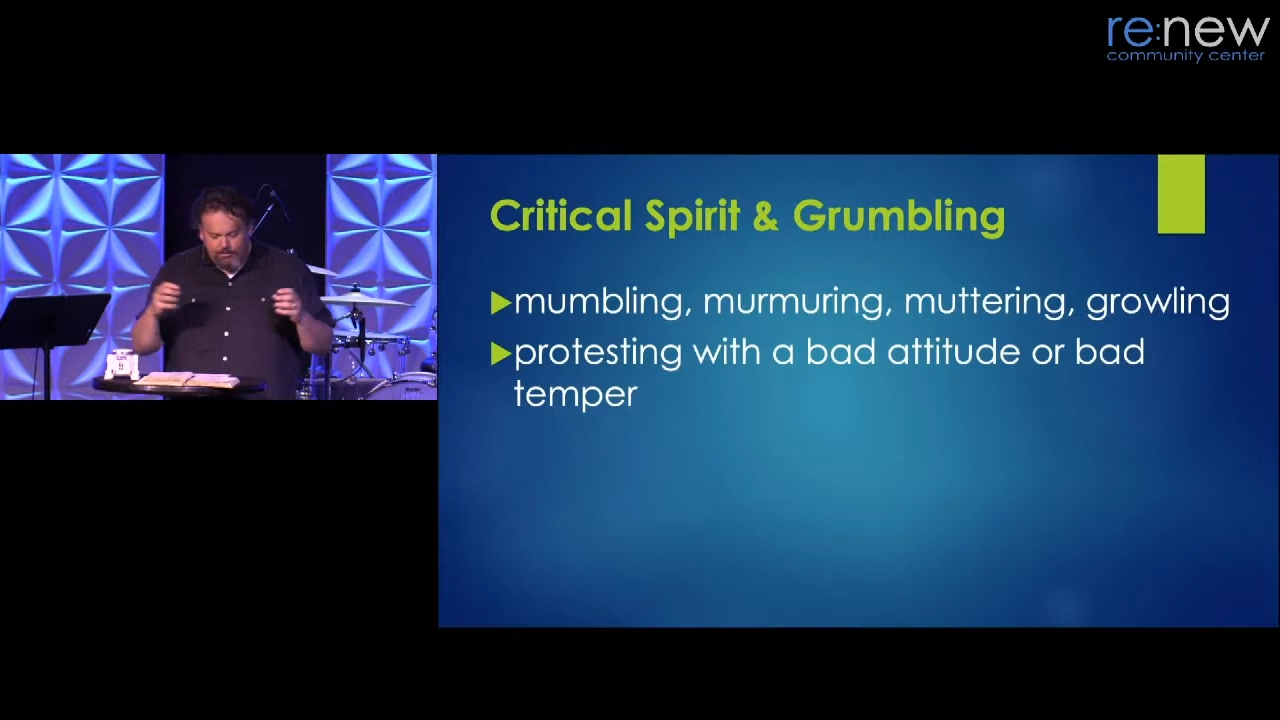 re:new
community center
Critical Spirit & Grumbling
mumbling, murmuring, muttering, growling
protesting with a bad attitude or bad
temper